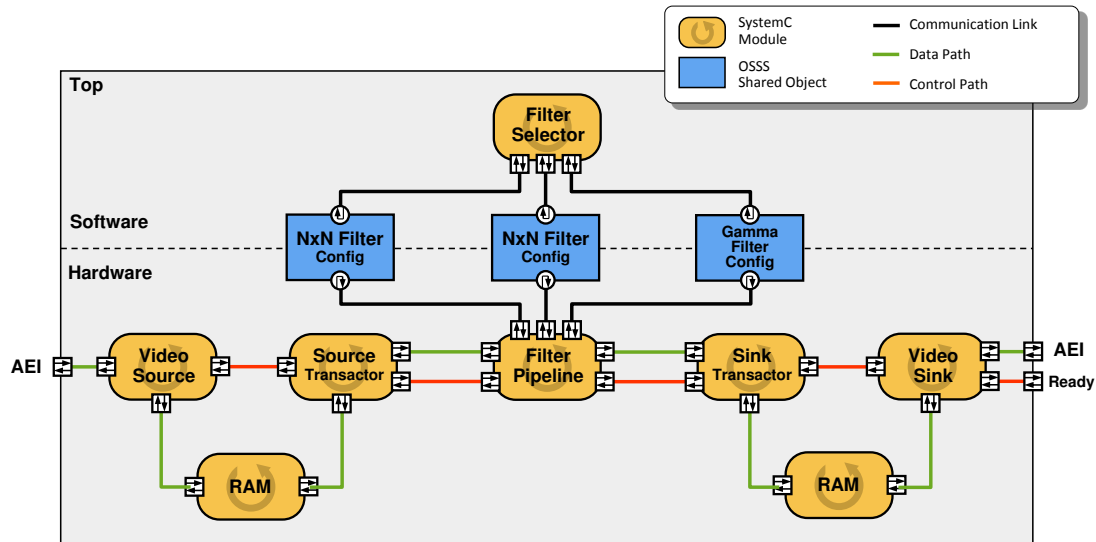 SystemC
Module
OSSS
Shared Object
Communication Link
Data Path
Control Path
Top
Filter
Selector
Software
NxN Filter
Config
NxN Filter
Config
Gamma
Filter
Config
Hardware
AEI
Video
Source
Source
Transactor
Filter
Pipeline
Sink
Transactor
Video
Sink
AEI
Ready
RAM
RAM